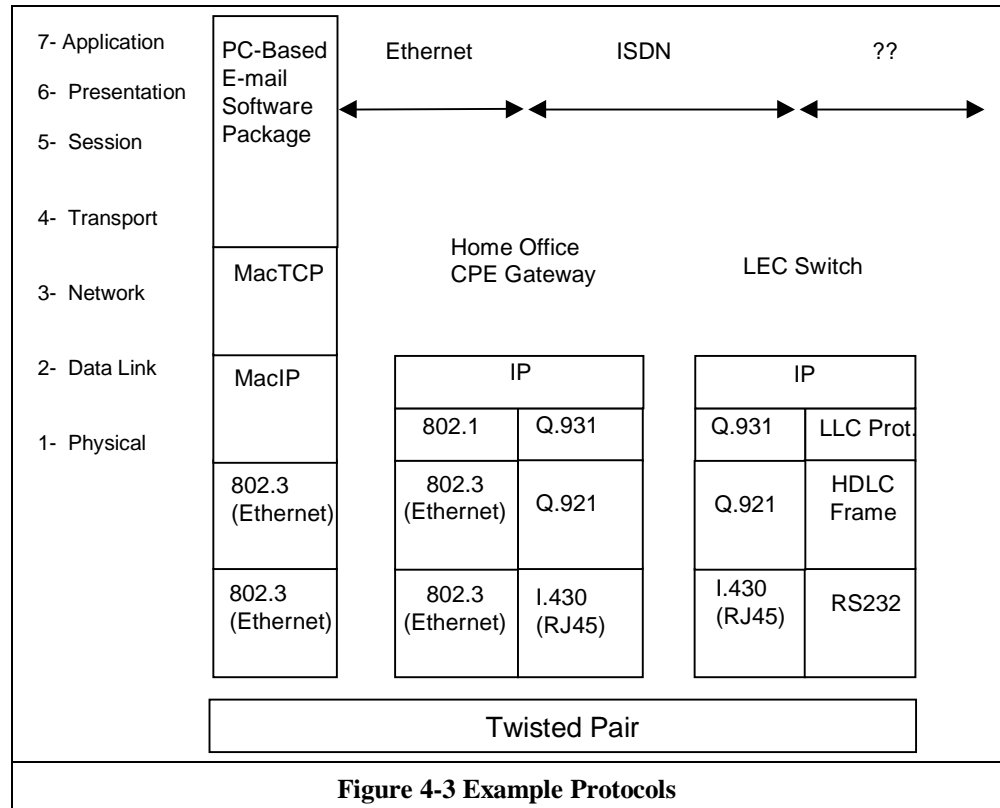 7- Application
6- Presentation
5- Session
4- Transport
3- Network
2- Data Link
1- Physical
PC-Based
E-mail
Software
Package
MacTCP
MacIP
802.3
(Ethernet)
802.3
(Ethernet)
Ethernet
ISDN
??
Home Office
CPE Gateway
LEC Switch
IP
802.1
Q.931
802.3
(Ethernet)
Q.921
802.3
(Ethernet)
I.430
(RJ45)
IP
Q.931
LLC Prot.
Q.921
HDLC
Frame
I.430
(RJ45)
RS232
Twisted Pair
Figure 4-3 Example Protocols